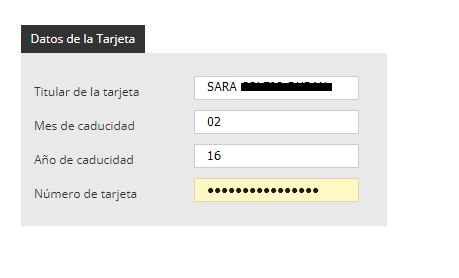 Datos de la Tarjeta
Titular de la tarjeta SARA
Mes de caducidad 02
Año de caducidad 16
Número de tarjeta ••••••••••••••••